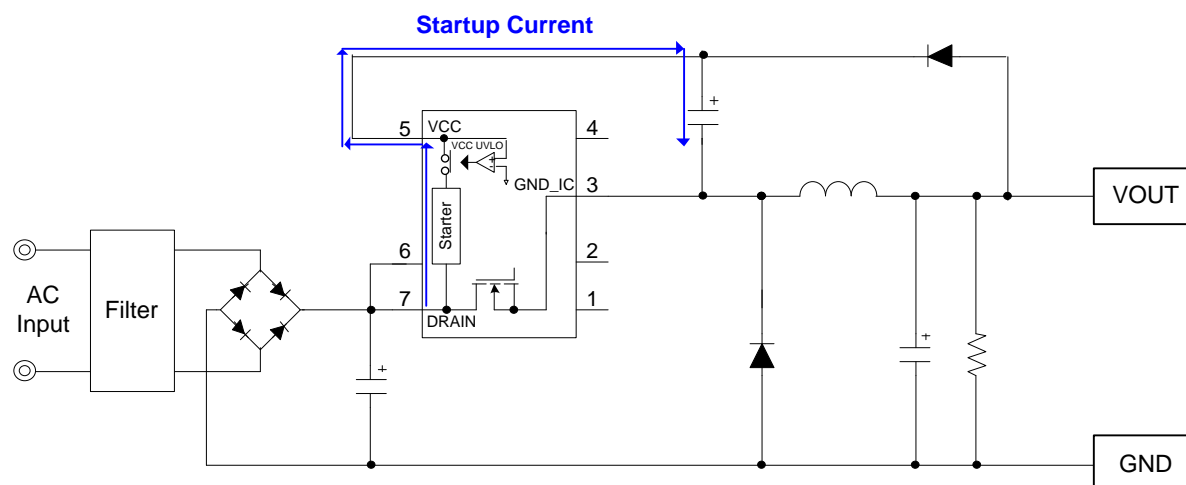 Startup Current
+
5 VCC 4
VCC UVLO
+
-
GND_IC 3
VOUT
Starter
6 2
AC
Input
Filter
7 1
DRAIN
+
+
GND